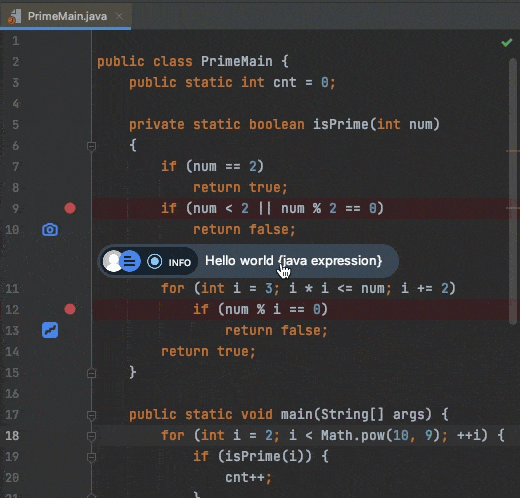 PrimeMain.java ×
1
2 public class PrimeMain {
3 public static int cnt = 0;
4
5 private static boolean isPrime(int num)
6 {
7 if (num == 2)
8 return true;
9 if (num < 2 || num % 2 == 0)
10 return false;
INFO Hello world {java expression}
11 for (int i = 3; i * i <= num; i += 2)
12 if (num % i == 0)
13 return false;
14 return true;
15 }
16
17 public static void main(String[] args) {
18 for (int i = 2; i < Math.pow(10, 9); ++i) {
19 if (isPrime(i)) {
20 cnt++;
21 }